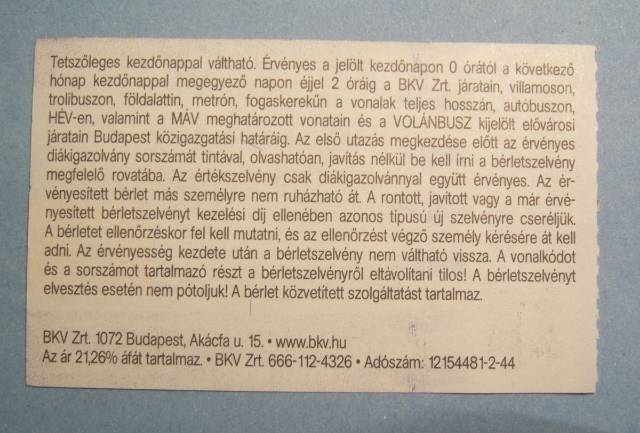 Tetszőleges kezdőnappal váltható. Érvényes a jelölt kezdőnapon 0 órától a következő
hónap kezdőnappal megegyező napon éjjel 2 óráig a BKV Zrt. járatain, villamoson,
trolibuszon, földalattin, metrón, fogaskerekűn a vonalak teljes hosszán, autóbuszon,
HÉV-en, valamint a MÁV meghatározott vonatain és a VOLÁNBUSZ kijelölt elővárosi
járatain Budapest közigazgatási határáig. Az első utazás megkezdése előtt az érvényes
diákigazolvány sorszámát tintával, olvashatóan, javítás nélkül be kell írni a bérletszelvény
megfelelő rovatába. Az értékszelvény csak diákigazolvánnyal együtt érvényes. Az ér-
vényesített bérlet más személyre nem ruházható át. A rontott, javított vagy a már érvé-
nyesített bérletszelvényt kezelési díj ellenében azonos típusú új szelvényre cseréljük.
A bérletet ellenőrzéskor fel kell mutatni, és az ellenőrzést végző személy kérésére át kell
adni. Az érvényesség kezdete után a bérletszelvény nem váltható vissza. A vonalkódot
és a sorszámot tartalmazó részt a bérletszelvényről eltávolítani tilos! A bérletszelvényt
elvesztés esetén nem pótoljuk! A bérlet közvetített szolgáltatást tartalmaz.
BKV Zrt. 1072 Budapest, Akácfa u. 15. • www.bkv.hu
Az ár 21,26% áfát tartalmaz. • BKV Zrt. 666-112-4326 • Adószám: 12154481-2-44